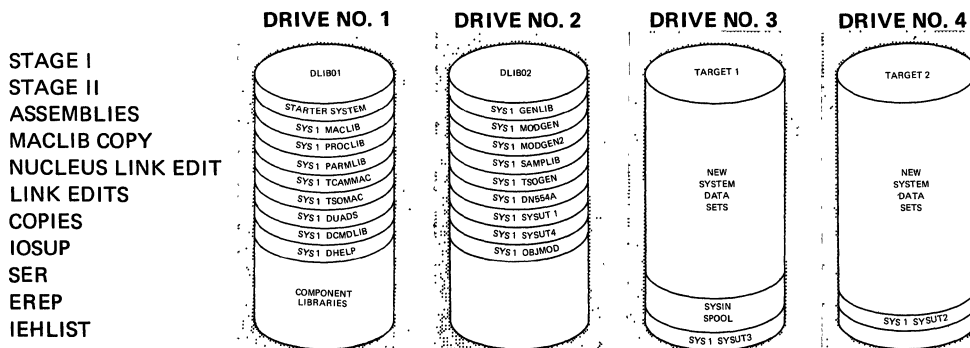 DRIVE NO. 1
DRIVE NO. 2
DRIVE NO. 3
DRIVE NO. 4
STAGE I
STAGE II
ASSEMBLIES
MACLIB COPY
NUCLEUS LINK EDIT
LINK EDITS
COPIES
IOSUP
SER
EREP
IEHLIST
DLIB01
STARTER SYSTEM
SYS1 MACLIB
SYS1 PROCLIB
SYS1 PARMLIB
SYS1 TCAMMAC
SYS1 TSOMAC
SYS1 DUADS
SYS1 DCMDLIB
SYS1 DHELP
COMPONENT
LIBRARIES
DLIB02
SYS1 GENLIB
SYS1 MODGEN
SYS1 MODGEN2
SYS1 SAMPLIB
SYS1 TSOGEN
SYS1 DN554A
SYS1 SYSUT 1
SYS1 SYSUT4
SYS1 OBJMOD
TARGET 1
NEW
SYSTEM
DATA
SETS
SYSIN
SPOOL
SYS1 SYSUT3
TARGET 2
NEW
SYSTEM
DATA
SETS
SYS1 SYSUT2